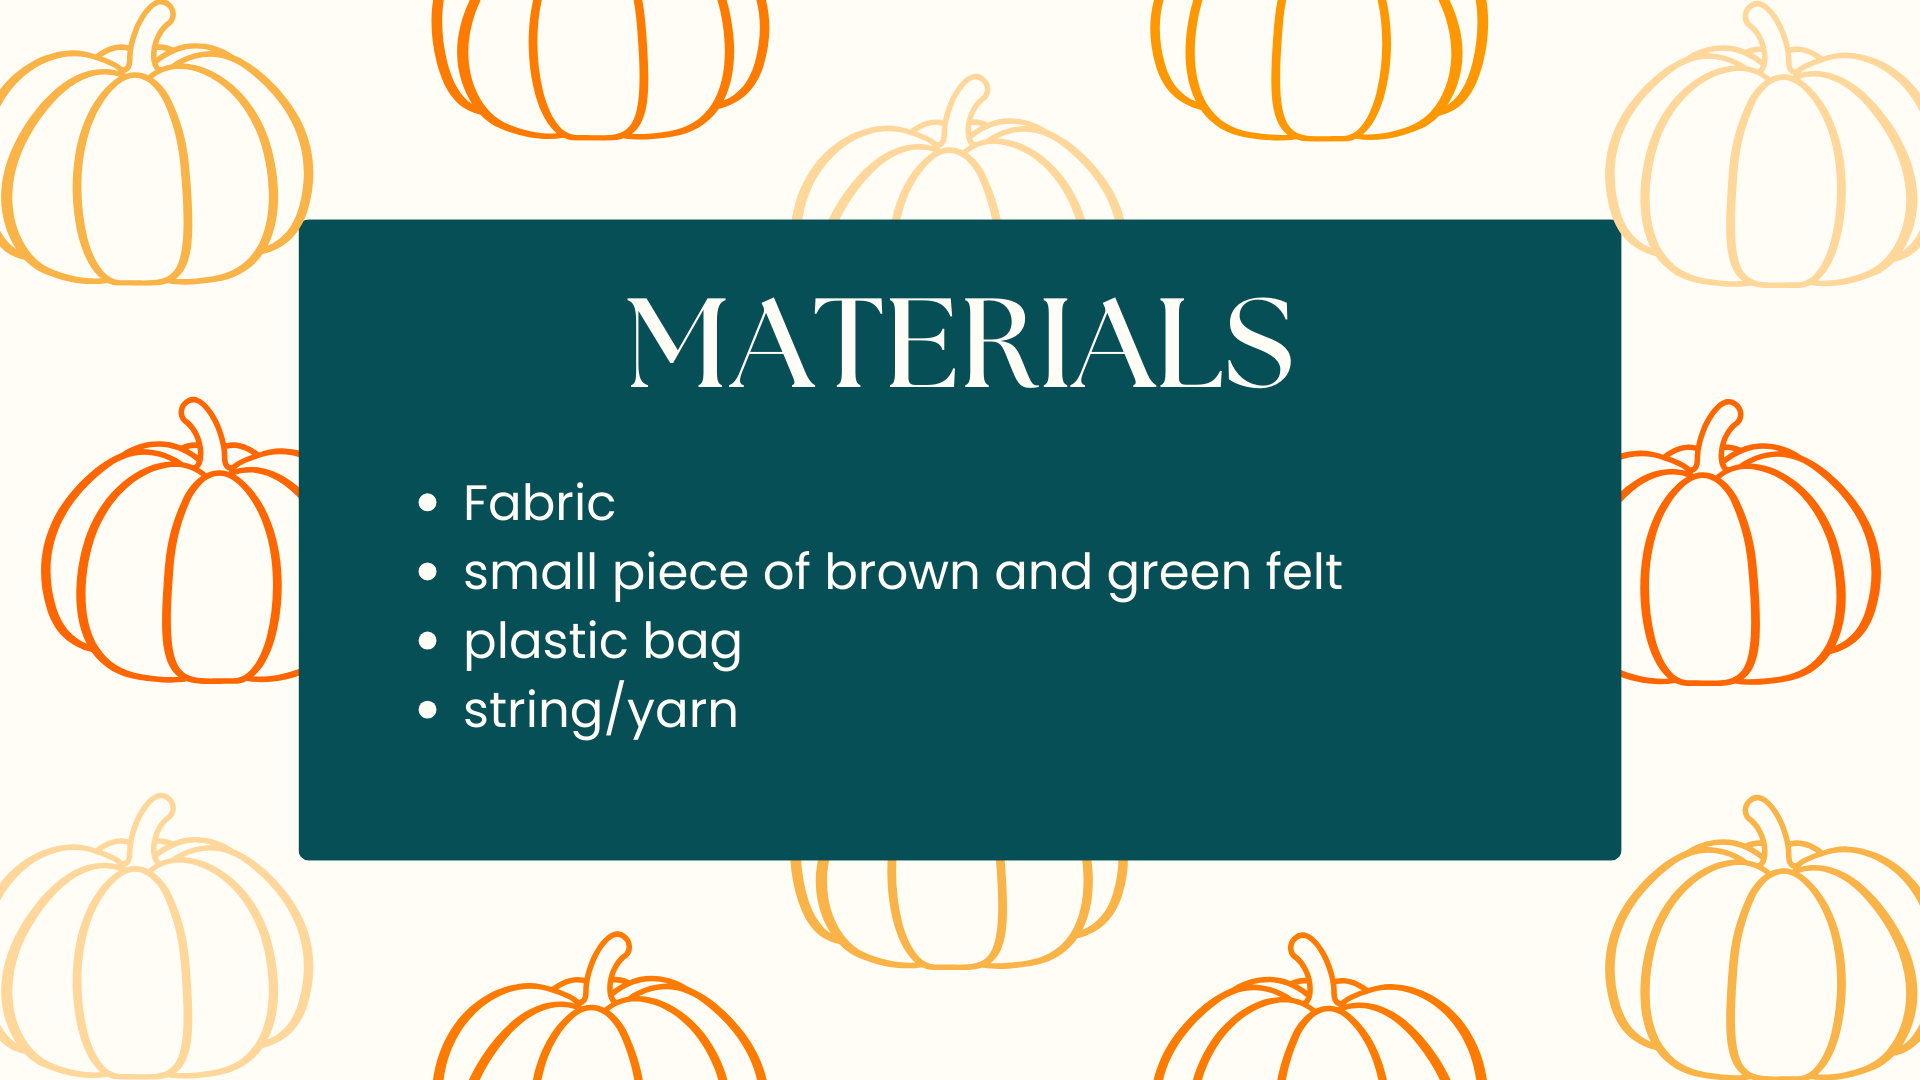 MATERIALS
• Fabric
• small piece of brown and green felt
• plastic bag
• string/yarn